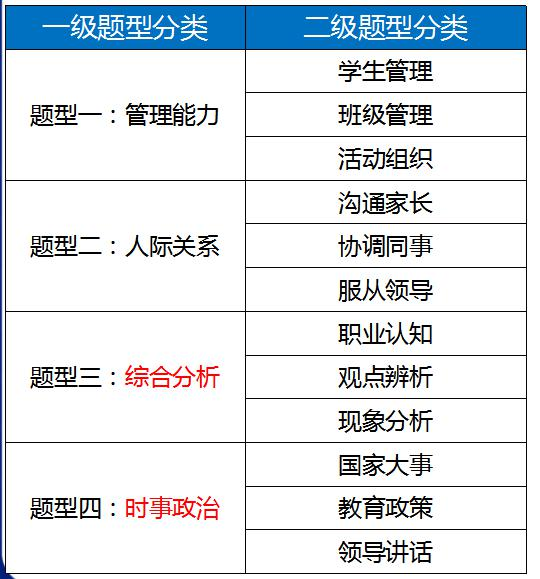 一级题型分类 二级题型分类
学生管理
题型一：管理能力 班级管理
活动组织
沟通家长
题型二：人际关系 协调同事
服从领导
职业认知
题型三：综合分析 观点辨析
现象分析
国家大事
题型四：时事政治 教育政策
领导讲话